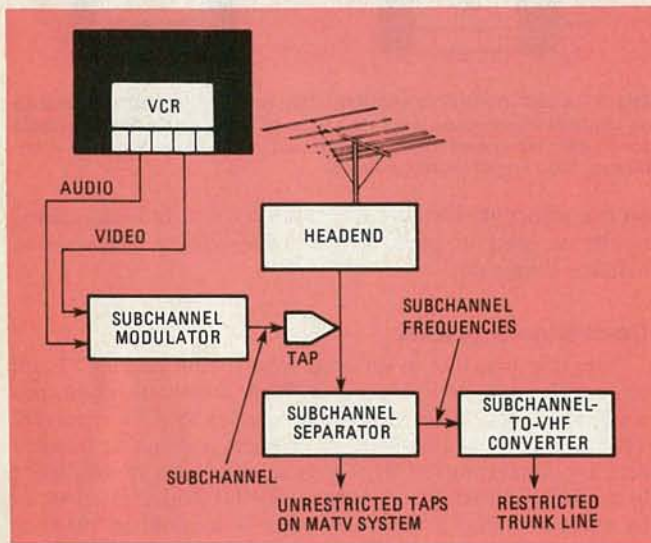 VCR
AUDIO
VIDEO
HEADEND
SUBCHANNEL
MODULATOR
TAP
SUBCHANNEL
FREQUENCIES
SUBCHANNEL
SEPARATOR
SUBCHANNEL-
TO-VHF
CONVERTER
SUBCHANNEL
UNRESTRICTED TAPS
ON MATV SYSTEM
RESTRICTED
TRUNK LINE